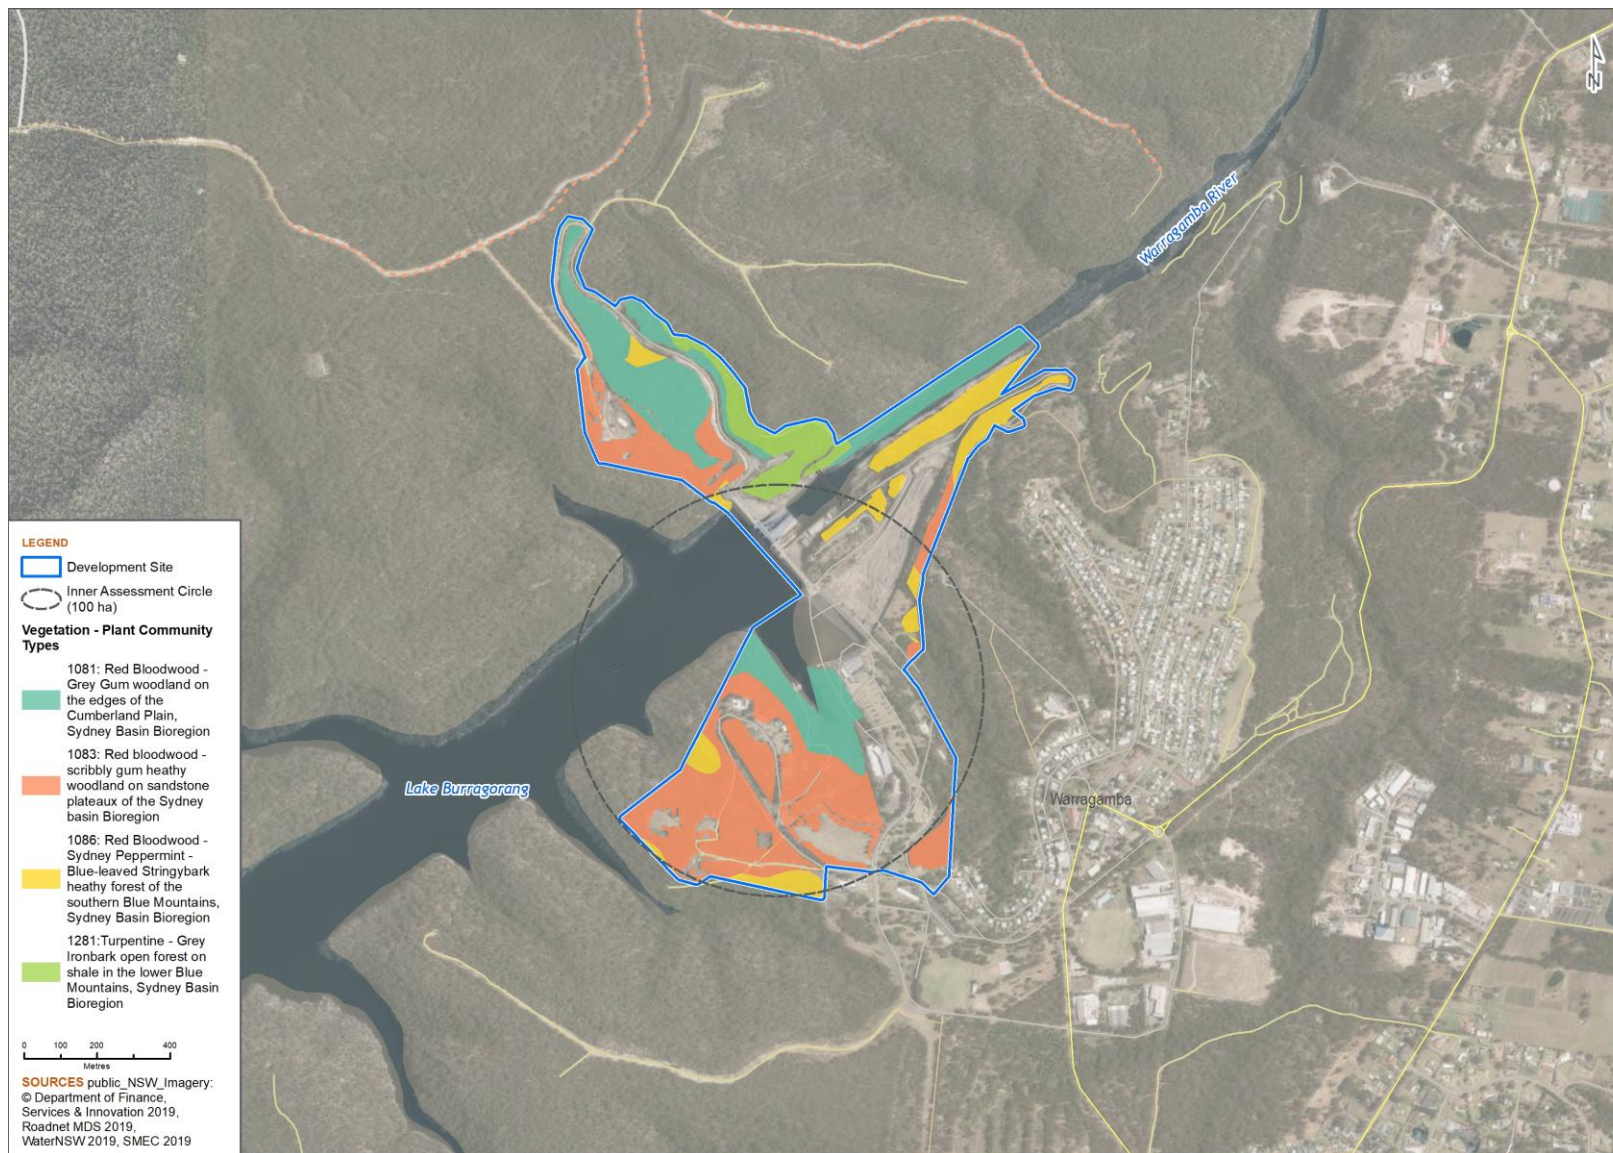 N
Warragamba River
Lake Burragorang
Warragamba
LEGEND
Development Site
Inner Assessment Circle
(100 ha)
Vegetation - Plant Community
Types
1081: Red Bloodwood -
Grey Gum woodland on
the edges of the
Cumberland Plain,
Sydney Basin Bioregion
1083: Red bloodwood -
scribbly gum heathy
woodland on sandstone
plateaux of the Sydney
basin Bioregion
1086: Red Bloodwood -
Sydney Peppermint -
Blue-leaved Stringybark
heathy forest of the
southern Blue Mountains,
Sydney Basin Bioregion
1281:Turpentine - Grey
Ironbark open forest on
shale in the lower Blue
Mountains, Sydney Basin
Bioregion
0 100 200 400
Metres
SOURCES public_NSW_Imagery:
© Department of Finance,
Services & Innovation 2019,
Roadnet MDS 2019,
WaterNSW 2019, SMEC 2019